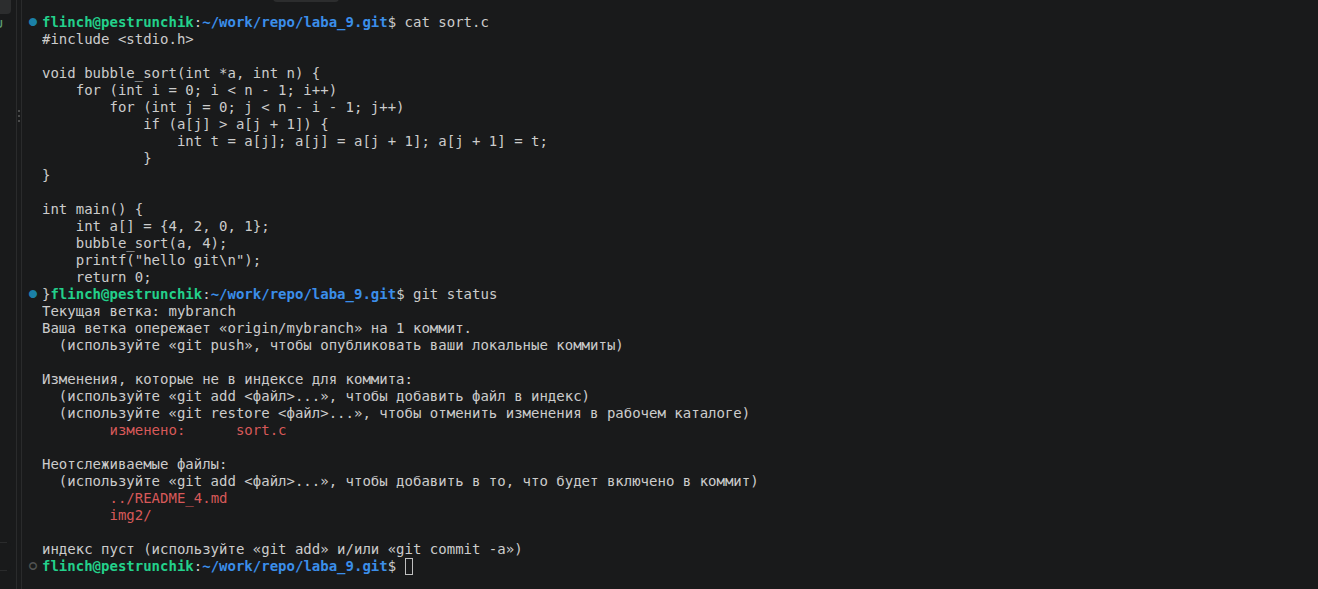 flinch@pestrunchik:~/work/repo/laba_9.git$ cat sort.c
#include <stdio.h>

void bubble_sort(int *a, int n) {
    for (int i = 0; i < n - 1; i++)
        for (int j = 0; j < n - i - 1; j++)
            if (a[j] > a[j + 1]) {
                int t = a[j]; a[j] = a[j + 1]; a[j + 1] = t;
            }
}

int main() {
    int a[] = {4, 2, 0, 1};
    bubble_sort(a, 4);
    printf("hello git\n");
    return 0;
}flinch@pestrunchik:~/work/repo/laba_9.git$ git status
Текущая ветка: mybranch
Ваша ветка опережает «origin/mybranch» на 1 коммит.
  (используйте «git push», чтобы опубликовать ваши локальные коммиты)

Изменения, которые не в индексе для коммита:
  (используйте «git add <файл>...», чтобы добавить файл в индекс)
  (используйте «git restore <файл>...», чтобы отменить изменения в рабочем каталоге)
        изменено:      sort.c

Неотслеживаемые файлы:
  (используйте «git add <файл>...», чтобы добавить в то, что будет включено в коммит)
        ../README_4.md
        img2/

индекс пуст (используйте «git add» и/или «git commit -a»)
flinch@pestrunchik:~/work/repo/laba_9.git$